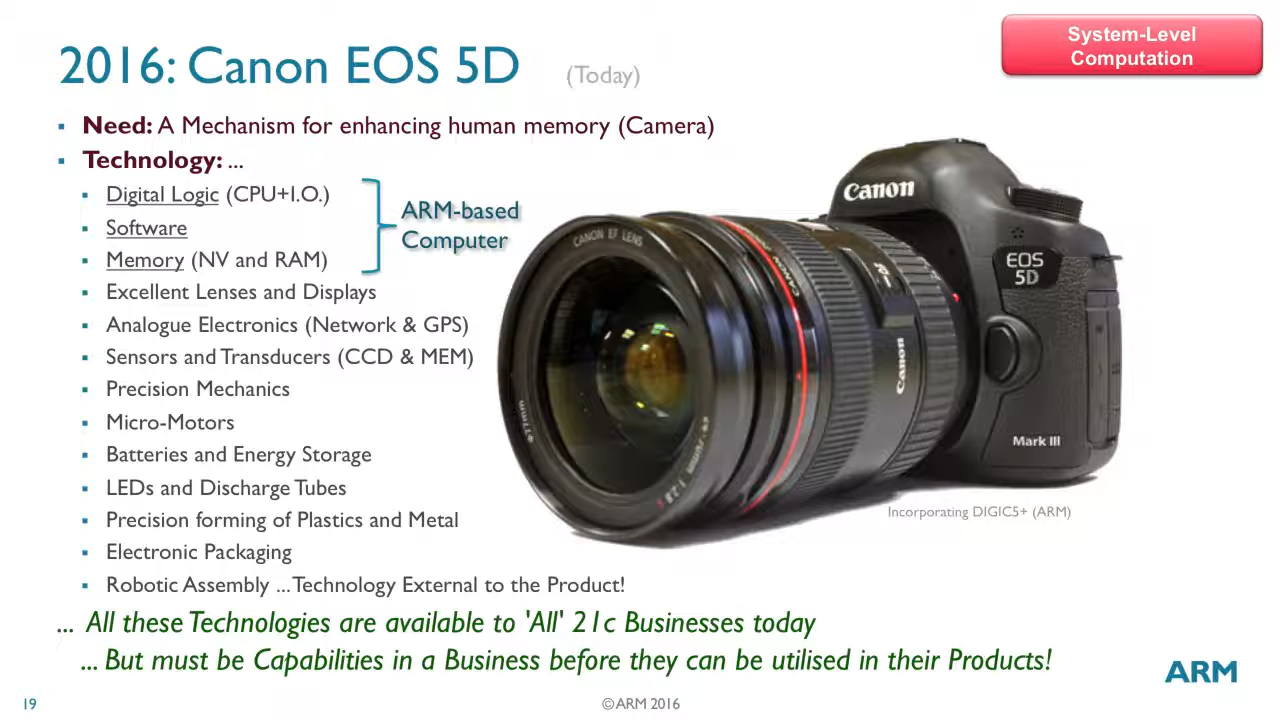 2016: Canon EOS 5D (Today)
System-Level
Computation
▪ Need: A Mechanism for enhancing human memory (Camera)
▪ Technology: ...
▪ Digital Logic (CPU+I.O.)
▪ Software
▪ Memory (NV and RAM)
ARM-based
Computer
▪ Excellent Lenses and Displays
▪ Analogue Electronics (Network & GPS)
▪ Sensors and Transducers (CCD & MEM)
▪ Precision Mechanics
▪ Micro-Motors
▪ Batteries and Energy Storage
▪ LEDs and Discharge Tubes
▪ Precision forming of Plastics and Metal
▪ Electronic Packaging
▪ Robotic Assembly ... Technology External to the Product!
Canon
EOS
5D
Mark III
CANON EF LENS
Canon
Incorporating DIGIC5+ (ARM)
... All these Technologies are available to 'All' 21c Businesses today
... But must be Capabilities in a Business before they can be utilised in their Products!
ARM
19
© ARM 2016